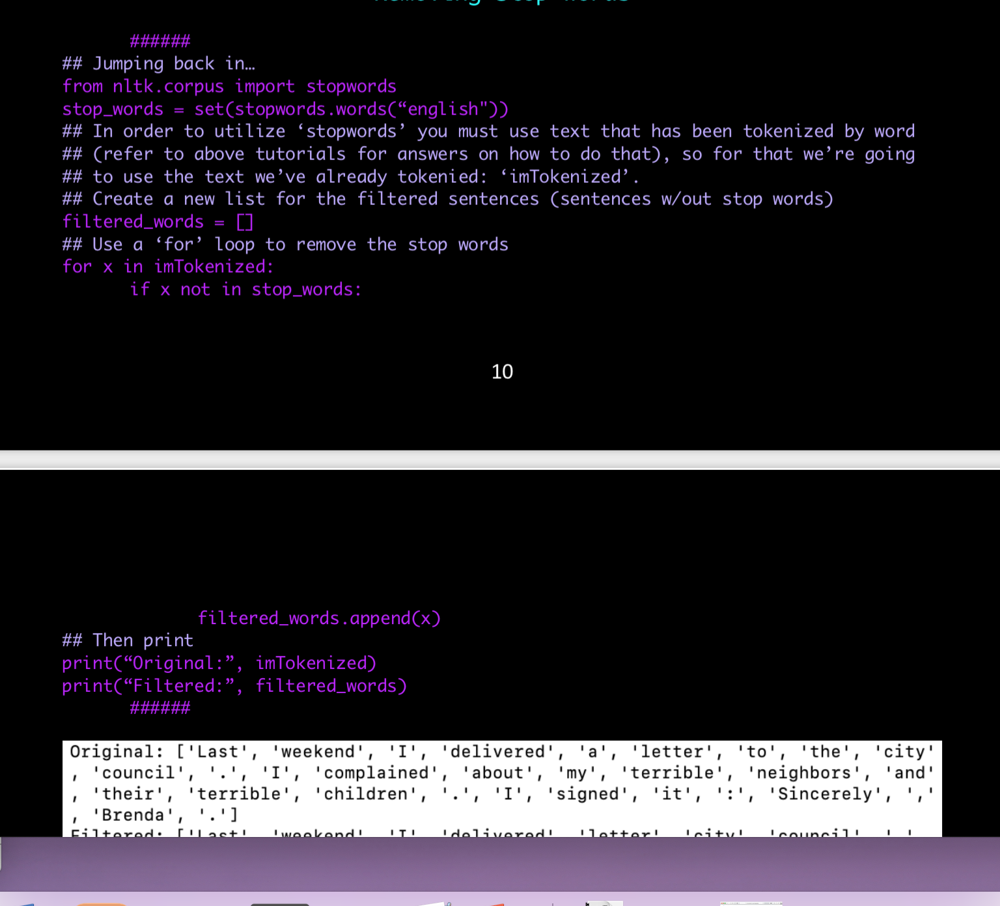 ######
## Jumping back in…
from nltk.corpus import stopwords
stop_words = set(stopwords.words(“english"))
## In order to utilize ‘stopwords’ you must use text that has been tokenized by word
## (refer to above tutorials for answers on how to do that), so for that we’re going
## to use the text we’ve already tokenied: ‘imTokenized’.
## Create a new list for the filtered sentences (sentences w/out stop words)
filtered_words = []
## Use a ‘for’ loop to remove the stop words
for x in imTokenized:
if x not in stop_words:
10
filtered_words.append(x)
## Then print
print(“Original:”, imTokenized)
print(“Filtered:”, filtered_words)
######
Original: ['Last', 'weekend', 'I', 'delivered', 'a', 'letter', 'to', 'the', 'city'
, 'council', '.', 'I', 'complained', 'about', 'my', 'terrible', 'neighbors', 'and'
, 'their', 'terrible', 'children', '.', 'I', 'signed', 'it', ':', 'Sincerely', ','
, 'Brenda', '.']
Filtered: ['Last', 'weekend', 'I', 'delivered', 'letter', 'city', 'council', '.',